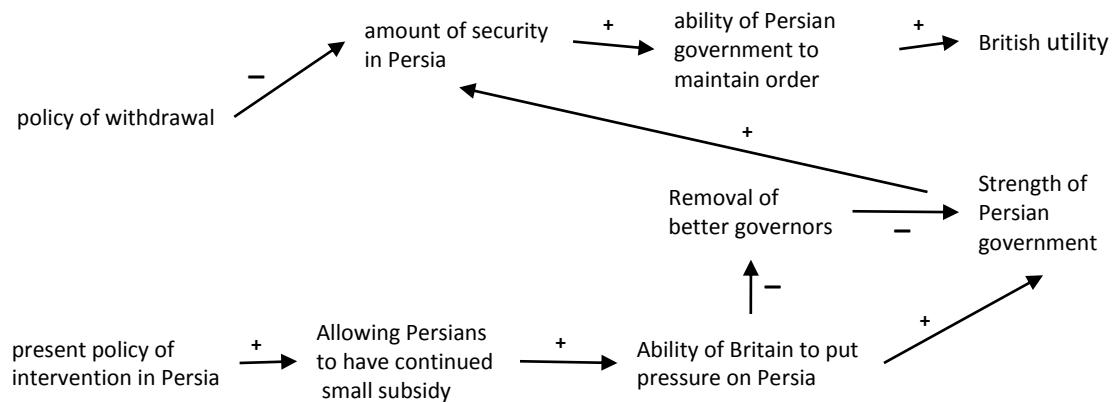 amount of security
in Persia
+
ability of Persian
government to
maintain order
+
British utility
–
policy of withdrawal
+
Removal of
better governors
–
Strength of
Persian
government
–
present policy of
intervention in Persia
+
Allowing Persians
to have continued
small subsidy
+
Ability of Britain to put
pressure on Persia
+